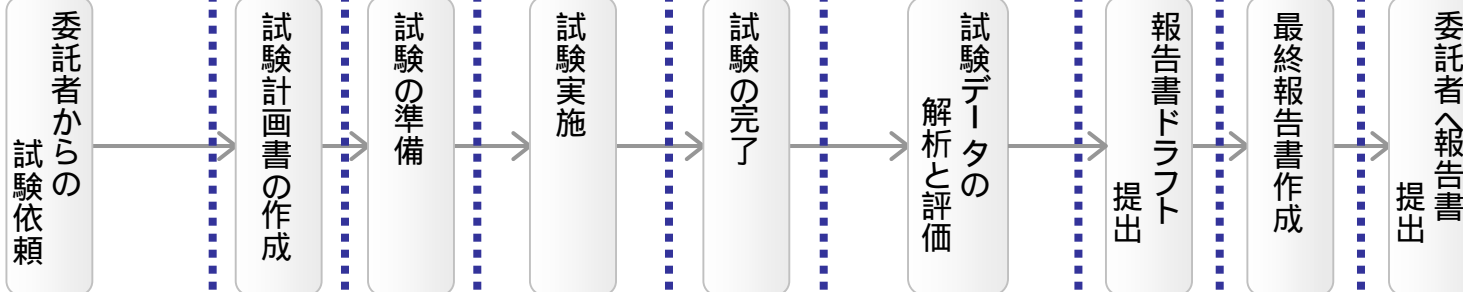 委託者からの
試験依頼
試験計画書の作成
試験の準備
試験実施
試験の完了
試験データの
解析と評価
報告書ドラフト
提出
最終報告書作成
委託者へ報告書
提出